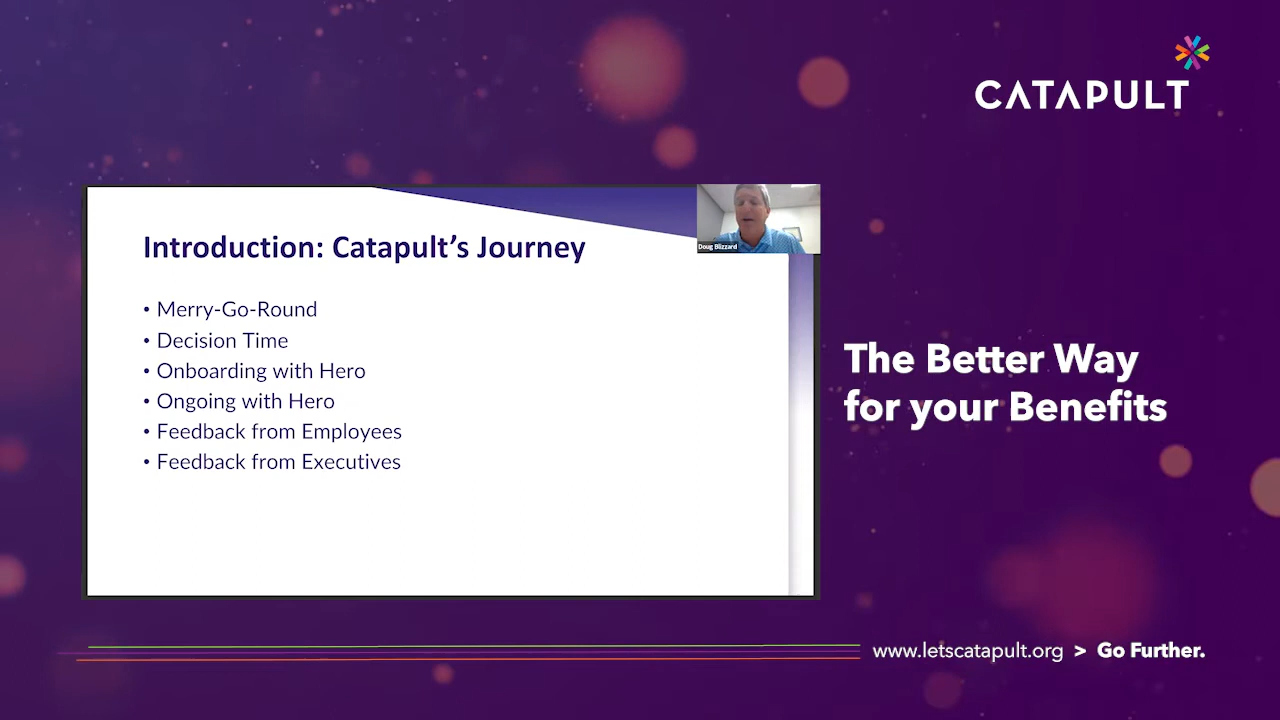 CATAPULT
Introduction: Catapult's Journey
Doug Blizzard
• Merry-Go-Round
• Decision Time
• Onboarding with Hero
• Ongoing with Hero
• Feedback from Employees
• Feedback from Executives
The Better Way
for your Benefits
www.letscatapult.org > Go Further.